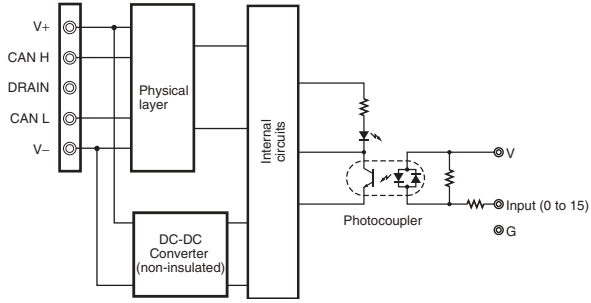 V+
CAN H
DRAIN
CAN L
V–
Physical
layer
DC-DC
Converter
(non-insulated)
Internal
circuits
Photocoupler
V
Input (0 to 15)
G